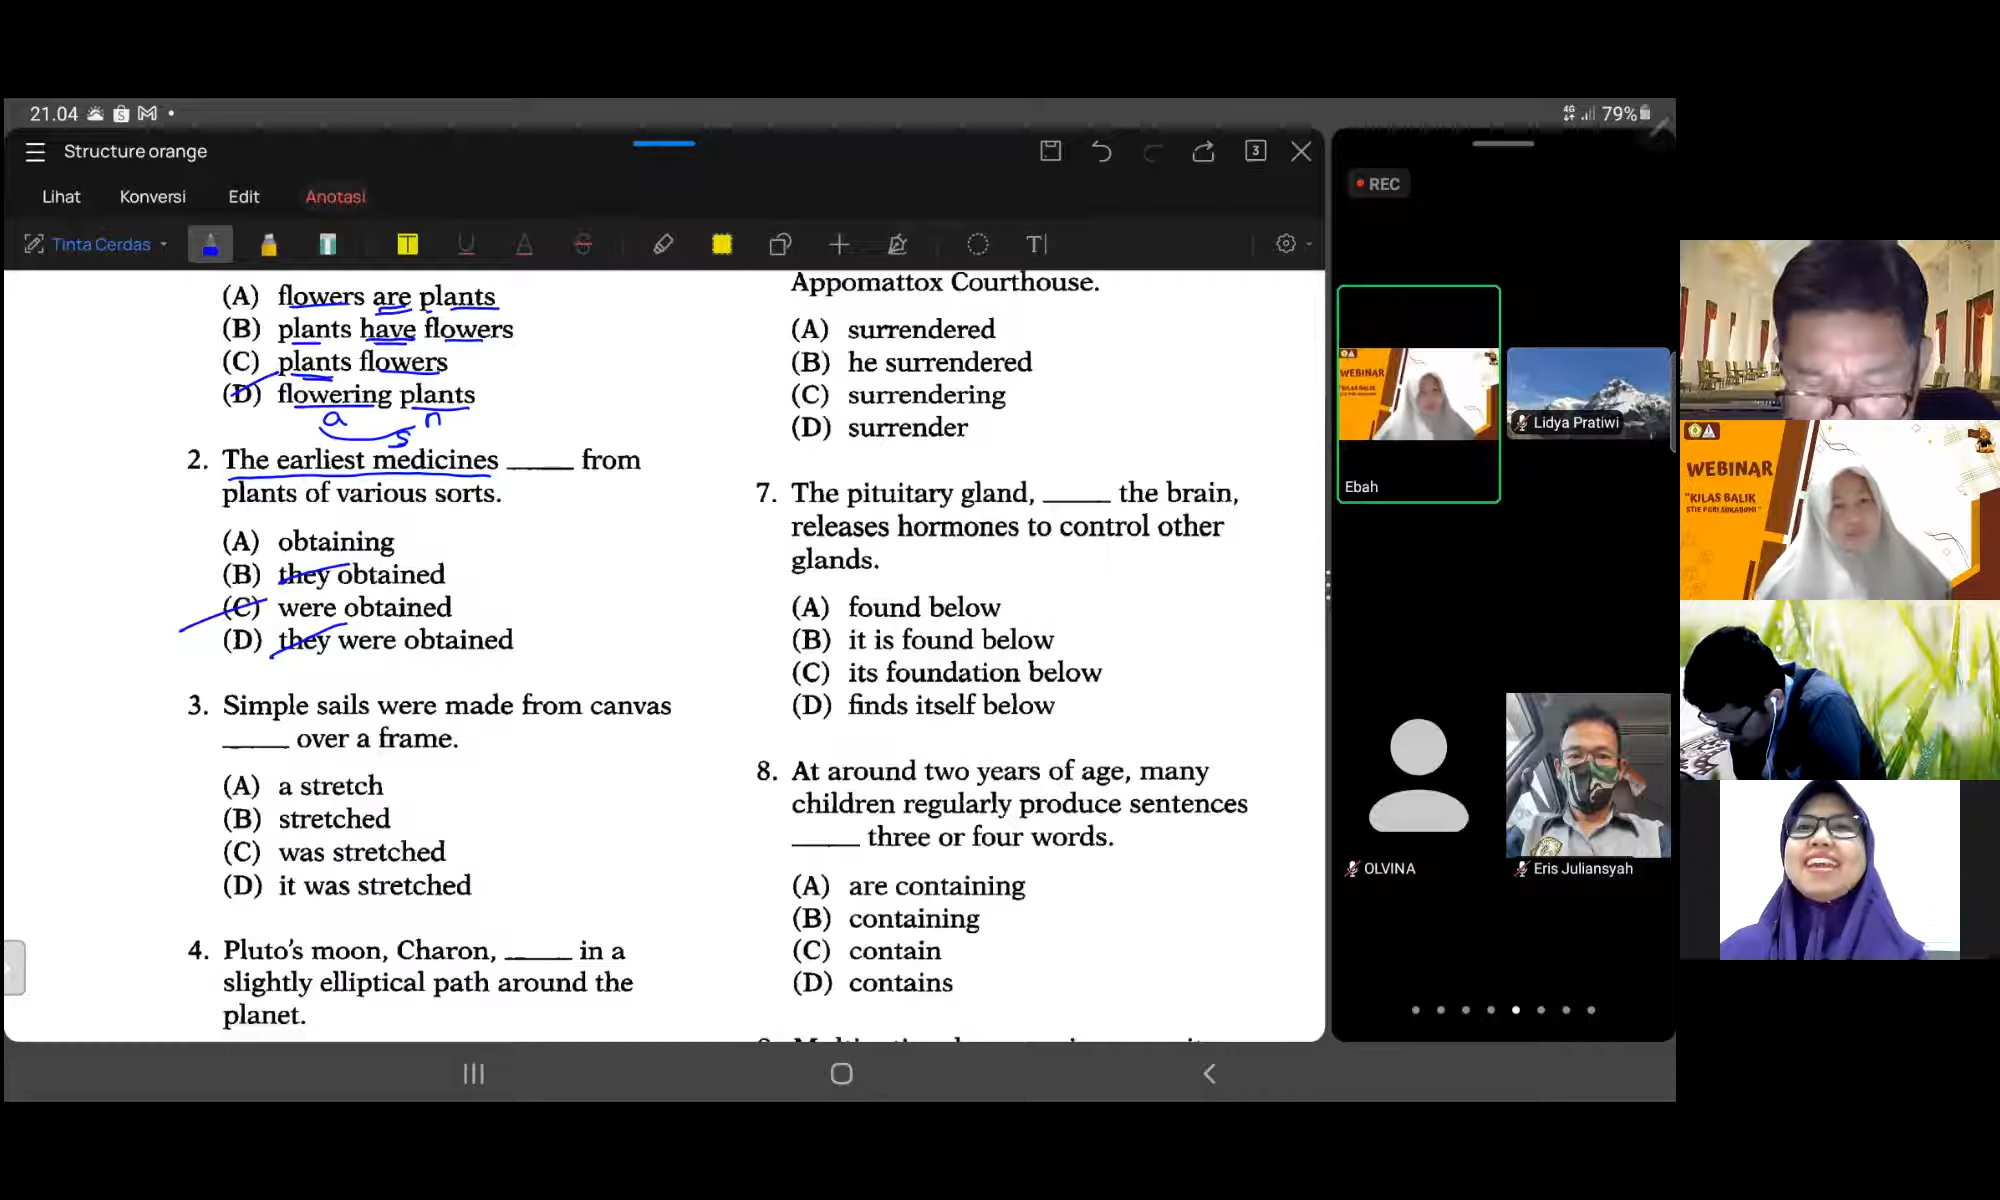 21.04
79%
4G
Structure orange
3
Lihat Konversi Edit Anotasi
Tinta Cerdas
(A) flowers are plants
(B) plants have flowers
(C) plants flowers
(D) flowering plants
a n
s
2. The earliest medicines _____ from
plants of various sorts.
(A) obtaining
(B) they obtained
(C) were obtained
(D) they were obtained
3. Simple sails were made from canvas
_____ over a frame.
(A) a stretch
(B) stretched
(C) was stretched
(D) it was stretched
4. Pluto’s moon, Charon, _____ in a
slightly elliptical path around the
planet.
Appomattox Courthouse.
(A) surrendered
(B) he surrendered
(C) surrendering
(D) surrender
7. The pituitary gland, _____ the brain,
releases hormones to control other
glands.
(A) found below
(B) it is found below
(C) its foundation below
(D) finds itself below
8. At around two years of age, many
children regularly produce sentences
_____ three or four words.
(A) are containing
(B) containing
(C) contain
(D) contains
REC
WEBINAR
Ebah
Lidya Pratiwi
OLVINA
Eris Juliansyah
WEBINAR
"KILAS BALIK
STIE PGRI SUKABUMI"